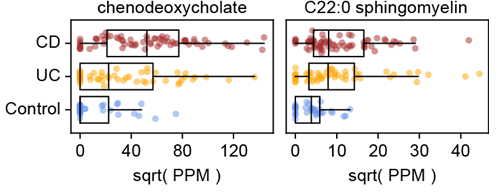 chenodeoxycholate
C22:0 sphingomyelin
CD
UC
Control
0 40 80 120
0 10 20 30 40
sqrt( PPM )
sqrt( PPM )